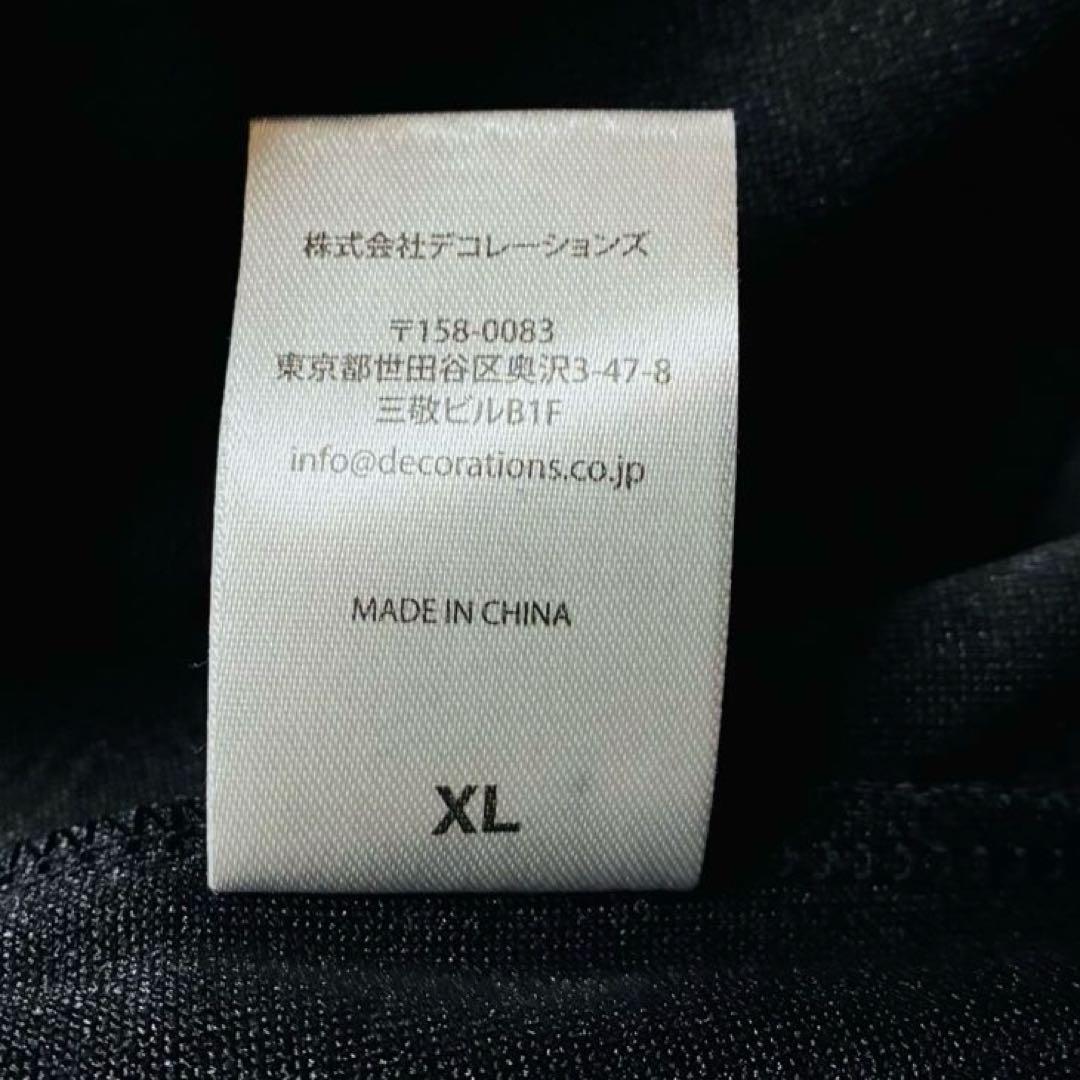 株式会社デコレーションズ
〒158-0083
東京都世田谷区奥沢3-47-8
三敬ビルB1F
info@decorations.co.jp
MADE IN CHINA
XL